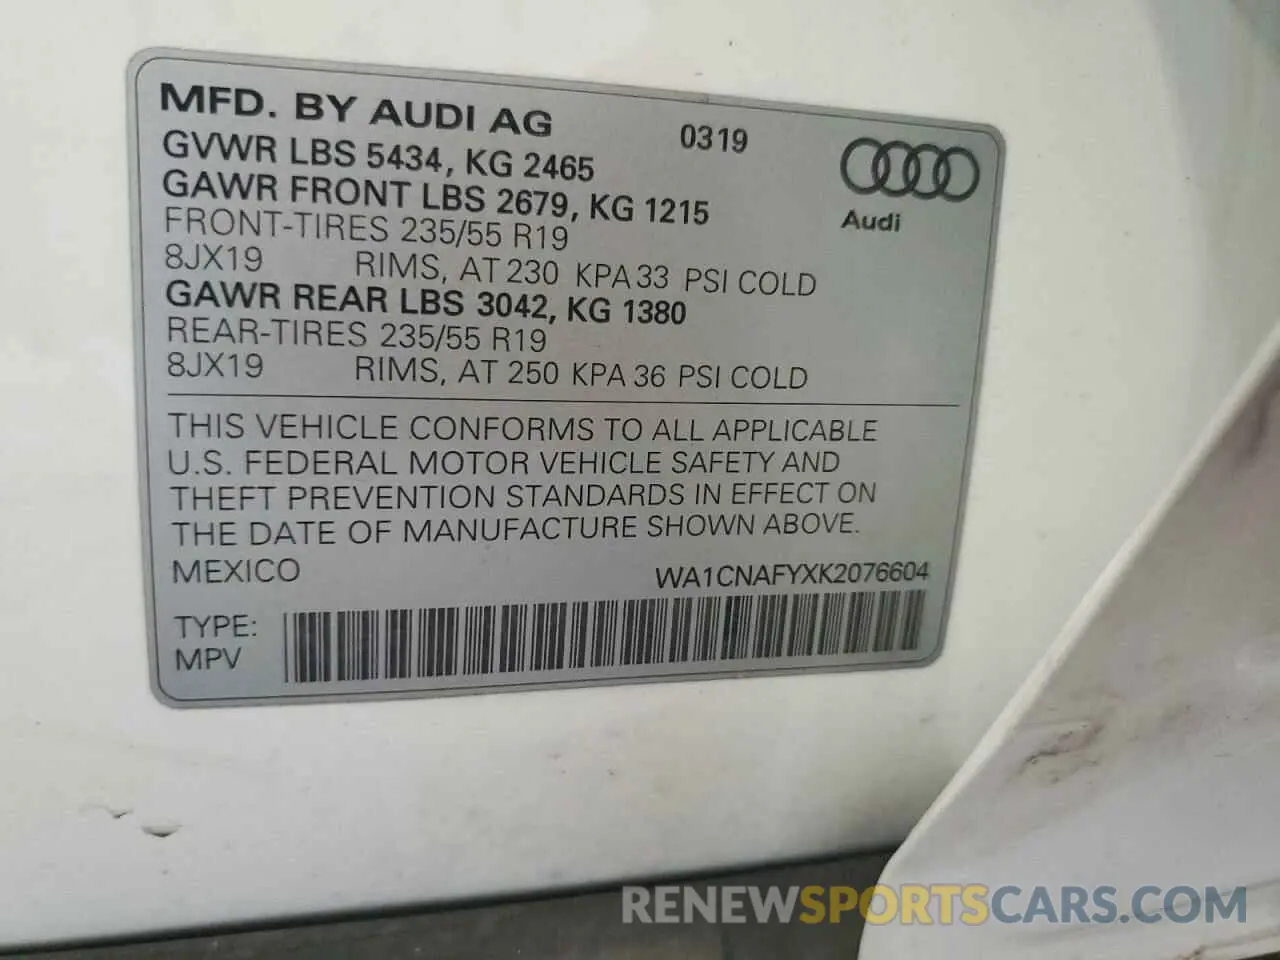 MFD. BY AUDI AG 0319
GVWR LBS 5434, KG 2465
GAWR FRONT LBS 2679, KG 1215
Audi
FRONT-TIRES 235/55 R19
8JX19 RIMS, AT 230 KPA 33 PSI COLD
GAWR REAR LBS 3042, KG 1380
REAR-TIRES 235/55 R19
8JX19 RIMS, AT 250 KPA 36 PSI COLD
THIS VEHICLE CONFORMS TO ALL APPLICABLE
U.S. FEDERAL MOTOR VEHICLE SAFETY AND
THEFT PREVENTION STANDARDS IN EFFECT ON
THE DATE OF MANUFACTURE SHOWN ABOVE.
MEXICO WA1CNAFYXK2076604
TYPE:
MPV
RENEWSPORTSCARS.COM